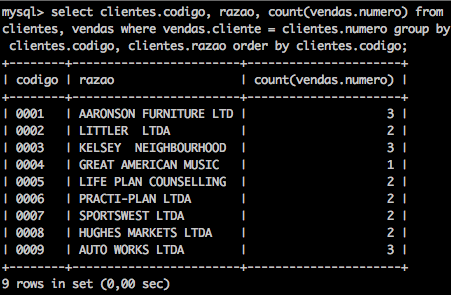 mysql> select clientes.codigo, razao, count(vendas.numero) from
clientes, vendas where vendas.cliente = clientes.numero group by
 clientes.codigo, clientes.razao order by clientes.codigo;
+--------+---------------------+----------------------+
| codigo | razao               | count(vendas.numero) |
+--------+---------------------+----------------------+
| 0001   | AARONSON FURNITURE LTD |                    3 |
| 0002   | LITTLER  LTDA       |                    2 |
| 0003   | KELSEY  NEIGHBOURHOOD |                    3 |
| 0004   | GREAT AMERICAN MUSIC |                    1 |
| 0005   | LIFE PLAN COUNSELLING |                    2 |
| 0006   | PRACTI-PLAN LTDA    |                    2 |
| 0007   | SPORTSWEST LTDA     |                    2 |
| 0008   | HUGHES MARKETS LTDA |                    2 |
| 0009   | AUTO WORKS LTDA     |                    3 |
+--------+---------------------+----------------------+
9 rows in set (0,00 sec)